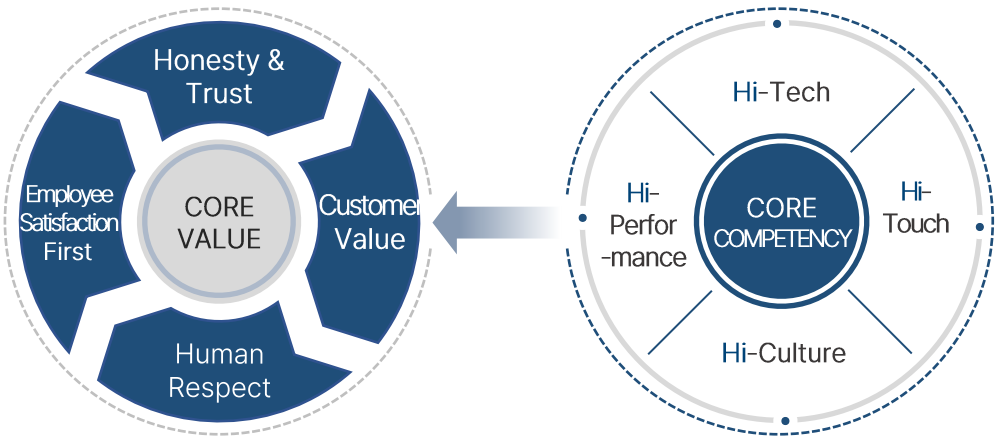 Honesty &
Trust
Employee
Satisfaction
First
CORE
VALUE
Customer
Value
Human
Respect
Hi-Tech
Hi-
Perfor
-mance
CORE
COMPETENCY
Hi-
Touch
Hi-Culture